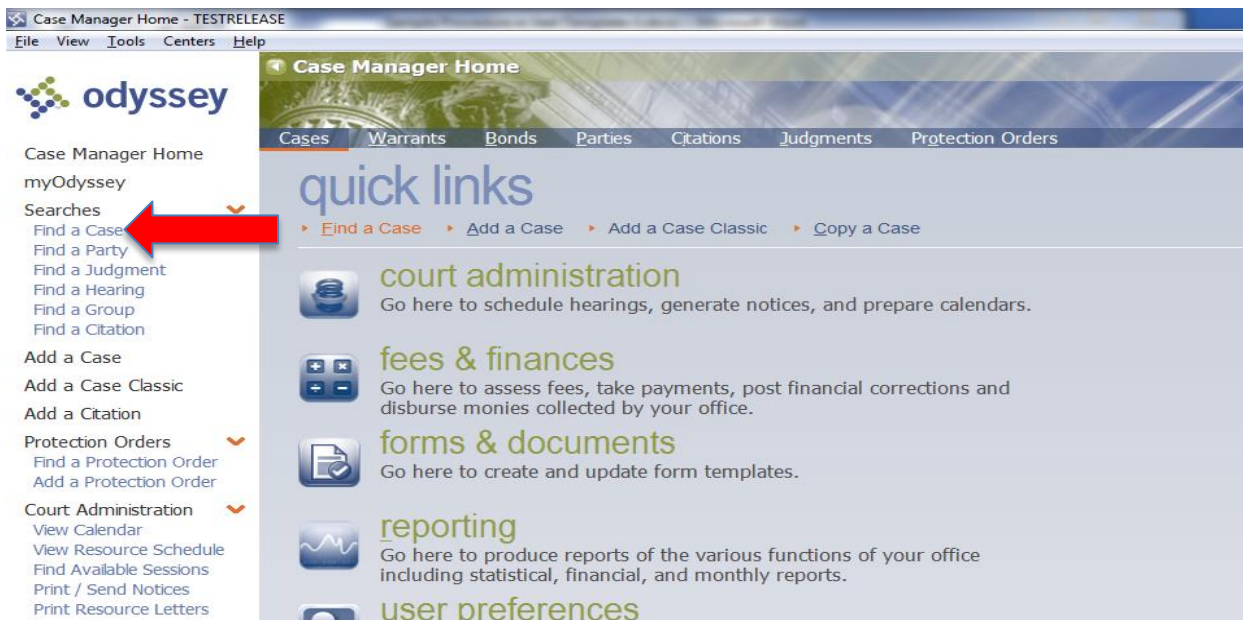 Case Manager Home - TESTRELEASE
File View Tools Centers Help
odyssey
Case Manager Home
myOdyssey
Searches
Find a Case
Find a Party
Find a Judgment
Find a Hearing
Find a Group
Find a Citation
Add a Case
Add a Case Classic
Add a Citation
Protection Orders
Find a Protection Order
Add a Protection Order
Court Administration
View Calendar
View Resource Schedule
Find Available Sessions
Print / Send Notices
Print Resource Letters
Case Manager Home
Cases Warrants Bonds Parties Citations Judgments Protection Orders
quick links
Find a Case Add a Case Add a Case Classic Copy a Case
court administration
Go here to schedule hearings, generate notices, and prepare calendars.
fees & finances
Go here to assess fees, take payments, post financial corrections and
disburse monies collected by your office.
forms & documents
Go here to create and update form templates.
reporting
Go here to produce reports of the various functions of your office
including statistical, financial, and monthly reports.
user preferences